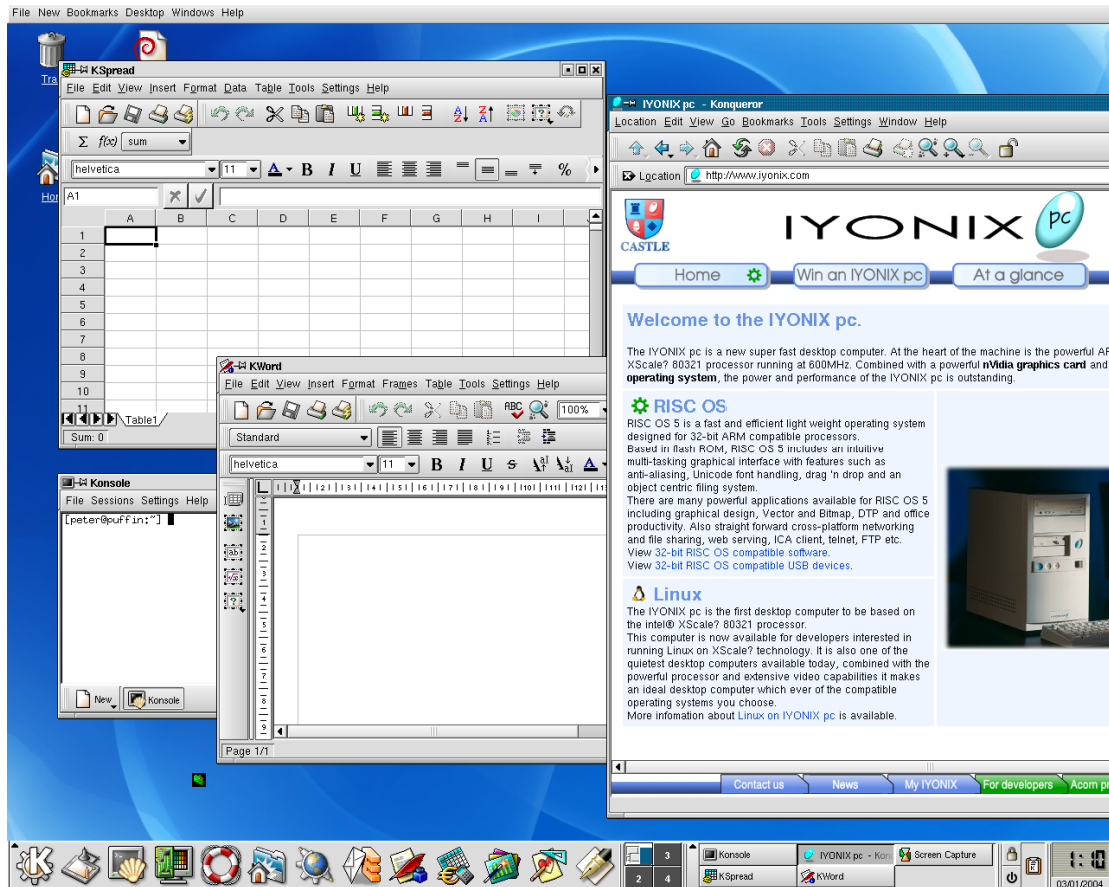 File New Bookmarks Desktop Windows Help
KSpread
File Edit View Insert Format Data Table Tools Settings Help
Σ f(x) sum
helvetica 11 B I U %
A1
A B C D E F G H I
1
2
3
4
5
6
7
8
9
10
11
Table1
Sum: 0
KWord
File Edit View Insert Format Frames Table Tools Settings Help
ABC 100%
Standard
helvetica 11 B I U S
Page 1/1
Konsole
File Sessions Settings Help
[peter@puffin:~]
New Konsole
IYONIX pc - Konqueror
Location Edit View Go Bookmarks Tools Settings Window Help
Location http://www.iyonix.com
CASTLE
IYONIX pc
Home Win an IYONIX pc At a glance
Welcome to the IYONIX pc.
The IYONIX pc is a new super fast desktop computer. At the heart of the machine is the powerful
XScale? 80321 processor running at 600MHz. Combined with a powerful nVidia graphics card and
operating system, the power and performance of the IYONIX pc is outstanding.
RISC OS
RISC OS 5 is a fast and efficient light weight operating system
designed for 32-bit ARM compatible processors.
Based in flash ROM, RISC OS 5 includes an intuitive
multi-tasking graphical interface with features such as
anti-aliasing, Unicode font handling, drag 'n drop and an
object centric filing system.
There are many powerful applications available for RISC OS 5
including graphical design, Vector and Bitmap, DTP and office
productivity. Also straight forward cross-platform networking
and file sharing, web serving, ICA client, telnet, FTP etc.
View 32-bit RISC OS compatible software.
View 32-bit RISC OS compatible USB devices.
Linux
The IYONIX pc is the first desktop computer to be based on
the intel® XScale? 80321 processor.
This computer is now available for developers interested in
running Linux on XScale? technology. It is also one of the
quietest desktop computers available today, combined with the
powerful processor and extensive video capabilities it makes
an ideal desktop computer which ever of the compatible
operating systems you choose.
More infomation about Linux on IYONIX pc is available.
Contact us News My IYONIX For developers Acorn
3 Konsole IYONIX pc - Kon Screen Capture
2 4 KSpread KWord
1:10
03/01/2004